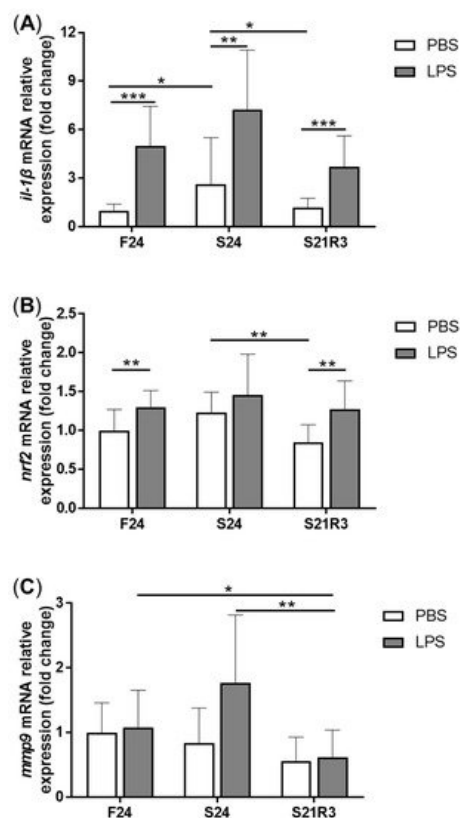 (A)
il-1β mRNA relative
expression (fold change)
12
9
6
3
0
*
*
**
***
***
F24
S24
S21R3
PBS
LPS
(B)
nrf2 mRNA relative
expression (fold change)
2.5
2.0
1.5
1.0
0.5
0.0
**
**
**
F24
S24
S21R3
PBS
LPS
(C)
mmp9 mRNA relative
expression (fold change)
3
2
1
0
*
**
F24
S24
S21R3
PBS
LPS